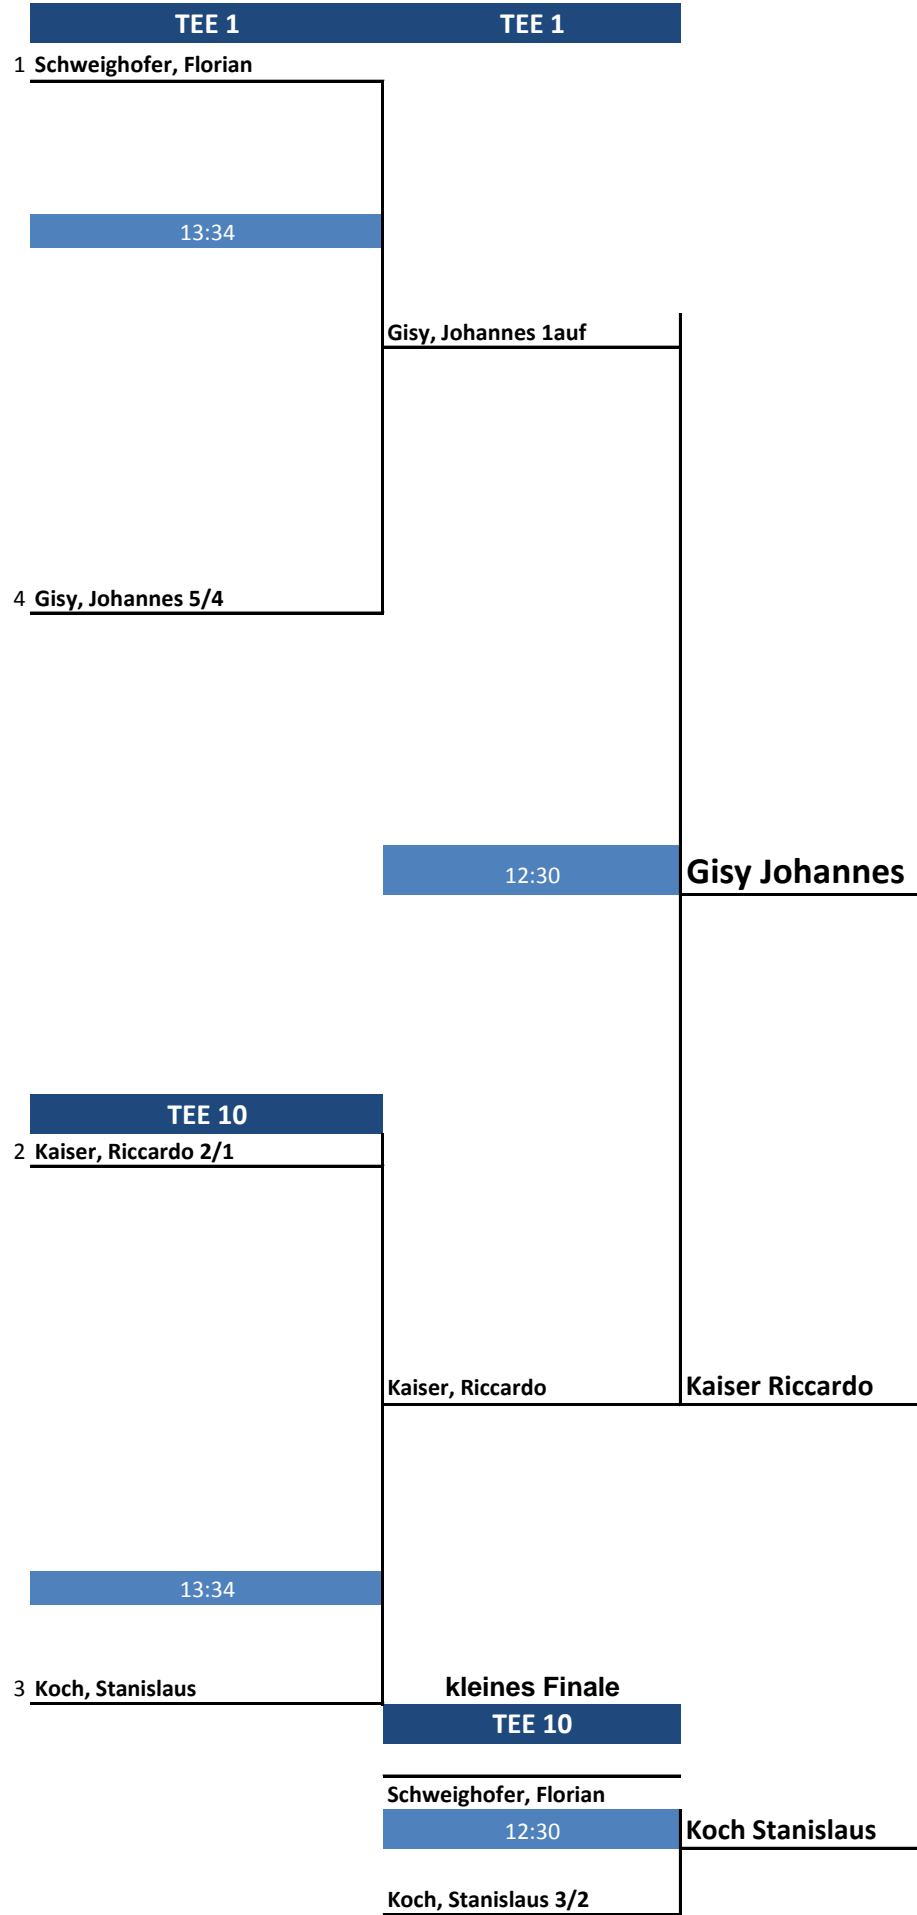 TEE 1 TEE 1
1 Schweighofer, Florian
13:34
Gisy, Johannes 1auf
4 Gisy, Johannes 5/4
12:30 Gisy Johannes
TEE 10
2 Kaiser, Riccardo 2/1
Kaiser, Riccardo Kaiser Riccardo
13:34
3 Koch, Stanislaus kleines Finale
TEE 10
Schweighofer, Florian
12:30 Koch Stanislaus
Koch, Stanislaus 3/2